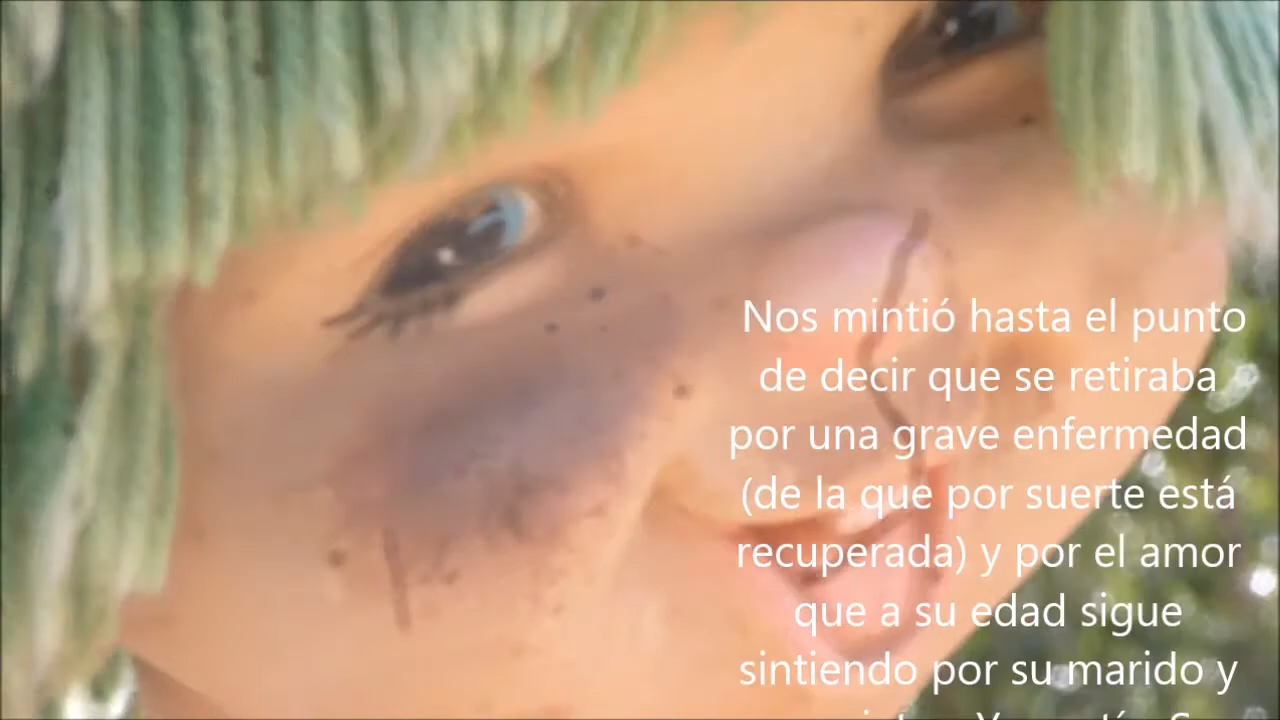 Nos mintió hasta el punto
de decir que se retiraba
por una grave enfermedad
(de la que por suerte está
recuperada) y por el amor
que a su edad sigue
sintiendo por su marido y